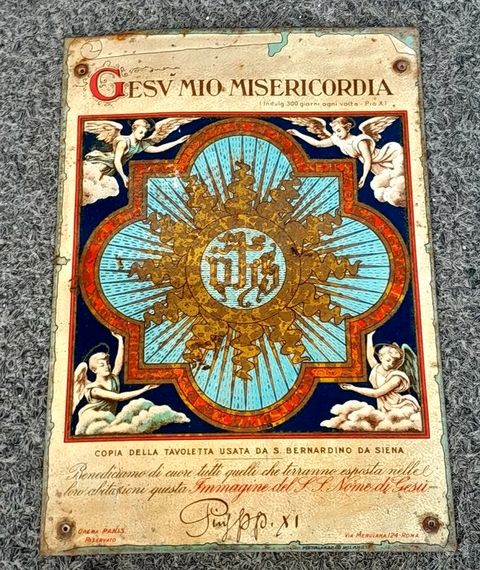 GESV MIO MISERICORDIA
(Indulg. 300 giorni ogni volta - Pio X)
yhs
COPIA DELLA TAVOLETTA USATA DA S. BERNARDINO DA SIENA
Benediciamo di cuore tutti quelli che terranno esposta nelle
loro abitazioni questa Immagine del S.S. Nome di Gesù
Pius pp. XI
OPERA P.P.N.S.
RISERVATO
VIA MERULANA 124 - ROMA